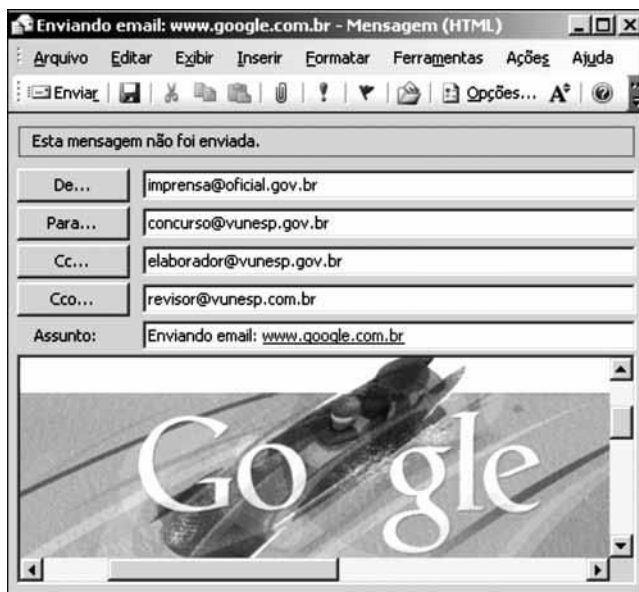 Enviando email: www.google.com.br - Mensagem (HTML)
Arquivo Editar Exibir Inserir Formatar Ferramentas Ações Ajuda
Enviar Opções...
Esta mensagem não foi enviada.
De... imprensa@oficial.gov.br
Para... concurso@vunesp.gov.br
Cc... elaborador@vunesp.gov.br
Cco... revisor@vunesp.com.br
Assunto: Enviando email: www.google.com.br
Google